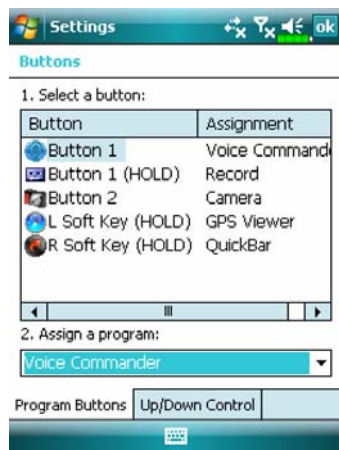 Settings
ok
Buttons
1. Select a button:
Button Assignment
Button 1 Voice Command
Button 1 (HOLD) Record
Button 2 Camera
L Soft Key (HOLD) GPS Viewer
R Soft Key (HOLD) QuickBar
2. Assign a program:
Voice Commander
Program Buttons Up/Down Control